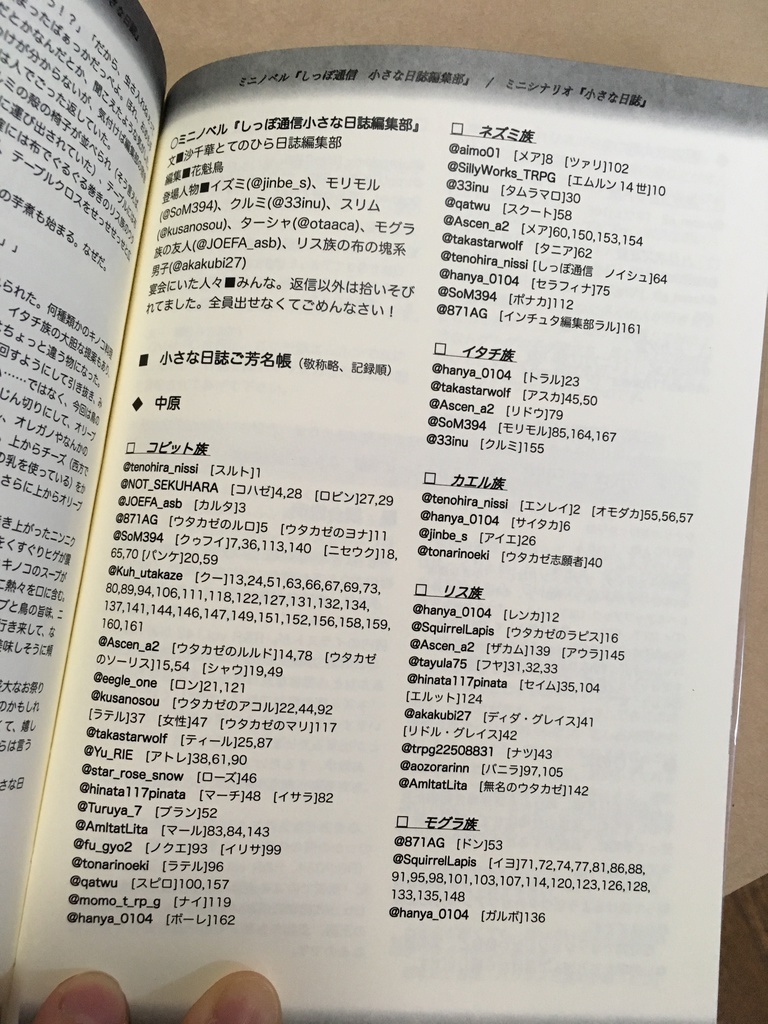 ミニノベル『しっぽ通信　小さな日誌編集部』　/　ミニシナリオ『小さな日誌』
○ミニノベル『しっぽ通信小さな日誌編集部』
文■沙千華とてのひら日誌編集部
編集■花魁鳥
登場人物■イズミ(@jinbe_s)、モリモル
(@SoM394)、クルミ(@33inu)、スリム
(@kusanosou)、ターシャ(@otaaca)、モグラ
族の友人(@JOEFA_asb)、リス族の布の塊系
男子(@akakubi27)
宴会にいた人々■みんな。返信以外は拾いそび
れてました。全員出せなくてごめんなさい！
■　小さな日誌ご芳名帳（敬称略、記録順）
◆　中原
□　コビット族
@tenohira_nissi　[スルト]1
@NOT_SEKUHARA　[コハゼ]4,28　[ロビン]27,29
@JOEFA_asb　[カルタ]3
@871AG　[ウタカゼのルロ]5　[ウタカゼのヨナ]11
@SoM394　[クゥフイ]7,36,113,140　[ニセウク]18,
65,70 [パンケ]20,59
@Kuh_utakaze　[クー]13,24,51,63,66,67,69,73,
80,89,94,106,111,118,122,127,131,132,134,
137,141,144,146,147,149,151,152,156,158,159,
160,161
@Ascen_a2　[ウタカゼのルルド]14,78　[ウタカゼ
のソーリス]15,54　[シャウ]19,49
@eegle_one　[ロン]21,121
@kusanosou　[ウタカゼのアコル]22,44,92
[ラテル]37　[女性]47　[ウタカゼのマリ]117
@takastarwolf　[ティール]25,87
@Yu_RIE　[アトレ]38,61,90
@star_rose_snow　[ローズ]46
@hinata117pinata　[マーチ]48　[イサラ]82
@Turuya_7　[ブラン]52
@AmltatLita　[マール]83,84,143
@fu_gyo2　[ノクエ]93　[イリサ]99
@tonarinoeki　[ラテル]96
@qatwu　[スピロ]100,157
@momo_t_rp_g　[ナイ]119
@hanya_0104　[ボーレ]162
□　ネズミ族
@aimo01　[メア]8　[ツァリ]102
@SillyWorks_TRPG　[エムルン 14 世]10
@33inu　[タムラマロ]30
@qatwu　[スクート]58
@Ascen_a2　[メア]60,150,153,154
@takastarwolf　[タニア]62
@tenohira_nissi [しっぽ通信　ノイシュ]64
@hanya_0104　[セラフィナ]75
@SoM394　[ポナカ]112
@871AG　[インチュタ編集部ラル]161
□　イタチ族
@hanya_0104　[トラル]23
@takastarwolf　[アスカ]45,50
@Ascen_a2　[リドウ]79
@SoM394　[モリモル]85,164,167
@33inu　[クルミ]155
□　カエル族
@tenohira_nissi　[エンレイ]2　[オモダカ]55,56,57
@hanya_0104　[サイタカ]6
@jinbe_s　[アイエ]26
@tonarinoeki　[ウタカゼ志願者]40
□　リス族
@hanya_0104　[レンカ]12
@SquirrelLapis　[ウタカゼのラピス]16
@Ascen_a2　[ザカム]139　[アウラ]145
@tayula75　[フヤ]31,32,33
@hinata117pinata　[セイム]35,104
[エルット]124
@akakubi27　[ディダ・グレイス]41
[リドル・グレイス]42
@trpg22508831　[ナツ]43
@aozorarinn　[バニラ]97,105
@AmltatLita　[無名のウタカゼ]142
□　モグラ族
@871AG　[ドン]53
@SquirrelLapis　[イヨ]71,72,74,77,81,86,88,
91,95,98,101,103,107,114,120,123,126,128,
133,135,148
@hanya_0104　[ガルボ]136